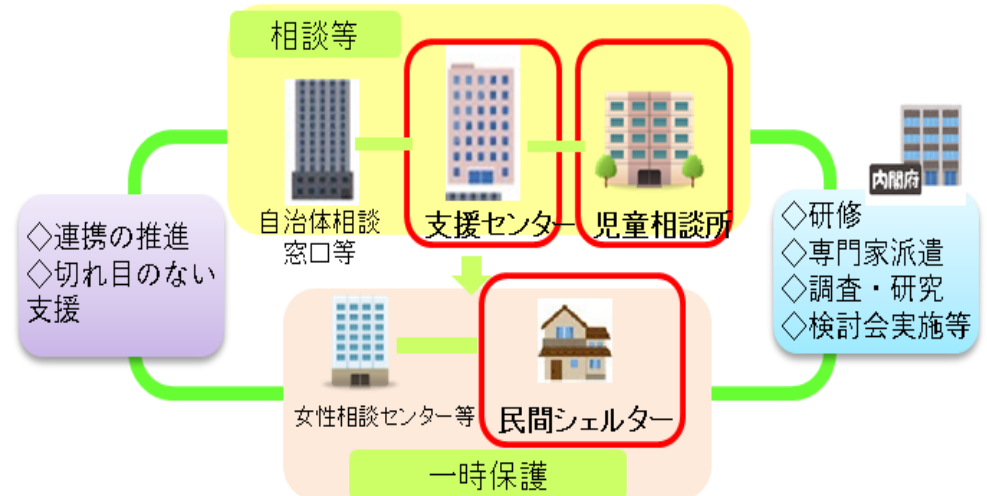 相談等
自治体相談
窓口等
支援センター
児童相談所
内閣府
◇連携の推進
◇切れ目のない
支援
◇研修
◇専門家派遣
◇調査・研究
◇検討会実施等
女性相談センター等
民間シェルター
一時保護